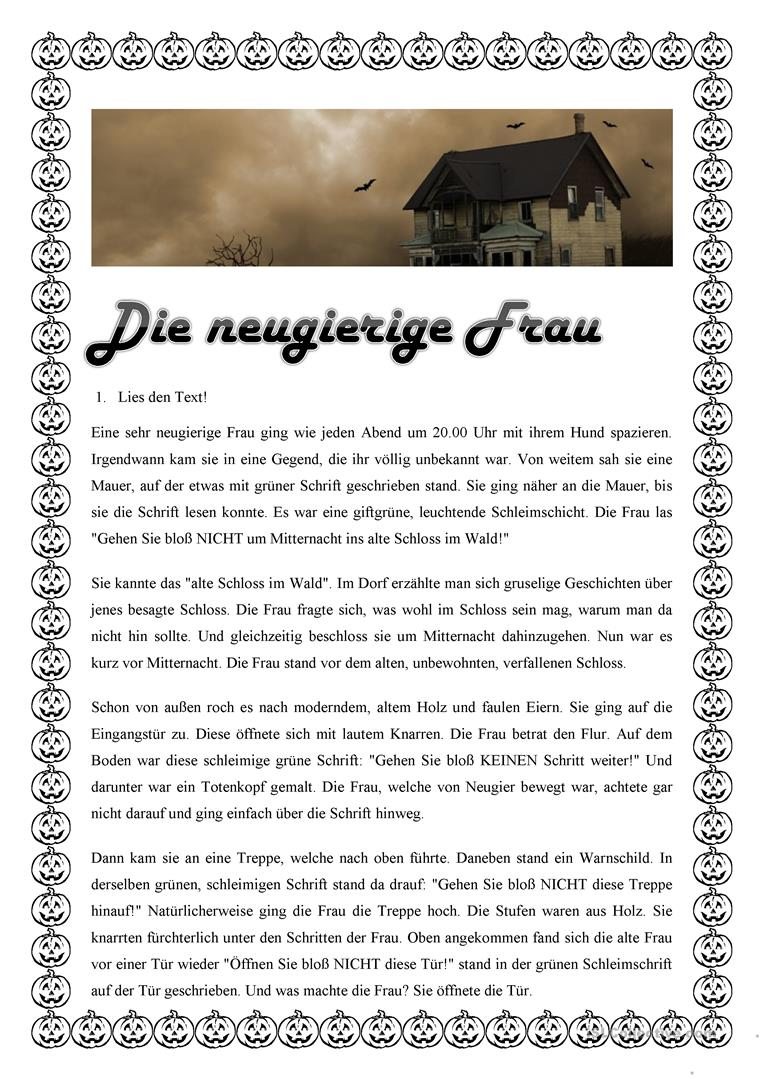 Die neugierige Frau
1. Lies den Text!
Eine sehr neugierige Frau ging wie jeden Abend um 20.00 Uhr mit ihrem Hund spazieren.
Irgendwann kam sie in eine Gegend, die ihr völlig unbekannt war. Von weitem sah sie eine
Mauer, auf der etwas mit grüner Schrift geschrieben stand. Sie ging näher an die Mauer, bis
sie die Schrift lesen konnte. Es war eine giftgrüne, leuchtende Schleimschicht. Die Frau las
"Gehen Sie bloß NICHT um Mitternacht ins alte Schloss im Wald!"
Sie kannte das "alte Schloss im Wald". Im Dorf erzählte man sich gruselige Geschichten über
jenes besagte Schloss. Die Frau fragte sich, was wohl im Schloss sein mag, warum man da
nicht hin sollte. Und gleichzeitig beschloss sie um Mitternacht dahinzugehen. Nun war es
kurz vor Mitternacht. Die Frau stand vor dem alten, unbewohnten, verfallenen Schloss.
Schon von außen roch es nach moderndem, altem Holz und faulen Eiern. Sie ging auf die
Eingangstür zu. Diese öffnete sich mit lautem Knarren. Die Frau betrat den Flur. Auf dem
Boden war diese schleimige grüne Schrift: "Gehen Sie bloß KEINEN Schritt weiter!" Und
darunter war ein Totenkopf gemalt. Die Frau, welche von Neugier bewegt war, achtete gar
nicht darauf und ging einfach über die Schrift hinweg.
Dann kam sie an eine Treppe, welche nach oben führte. Daneben stand ein Warnschild. In
derselben grünen, schleimigen Schrift stand da drauf: "Gehen Sie bloß NICHT diese Treppe
hinauf!" Natürlicherweise ging die Frau die Treppe hoch. Die Stufen waren aus Holz. Sie
knarrten fürchterlich unter den Schritten der Frau. Oben angekommen fand sich die alte Frau
vor einer Tür wieder "Öffnen Sie bloß NICHT diese Tür!" stand in der grünen Schleimschrift
auf der Tür geschrieben. Und was machte die Frau? Sie öffnete die Tür.